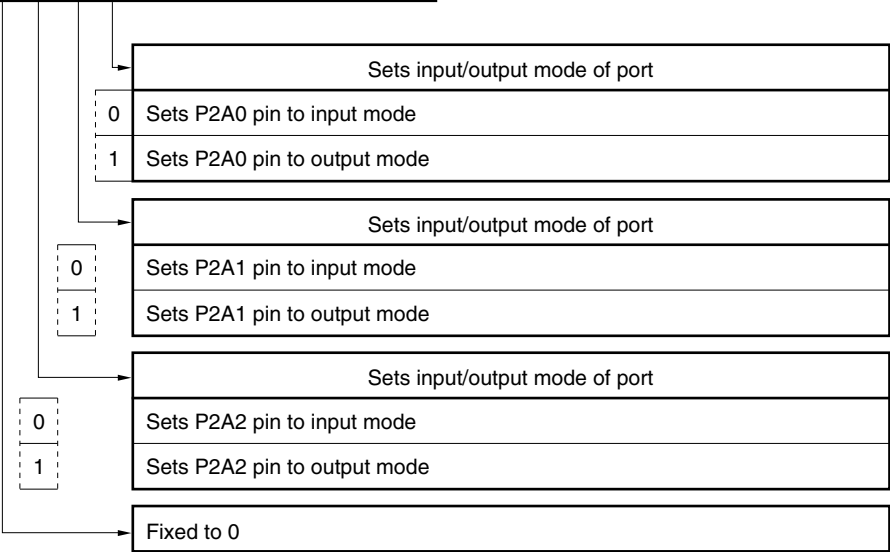 Sets input/output mode of port
0 Sets P2A0 pin to input mode
1 Sets P2A0 pin to output mode
Sets input/output mode of port
0 Sets P2A1 pin to input mode
1 Sets P2A1 pin to output mode
Sets input/output mode of port
0 Sets P2A2 pin to input mode
1 Sets P2A2 pin to output mode
Fixed to 0